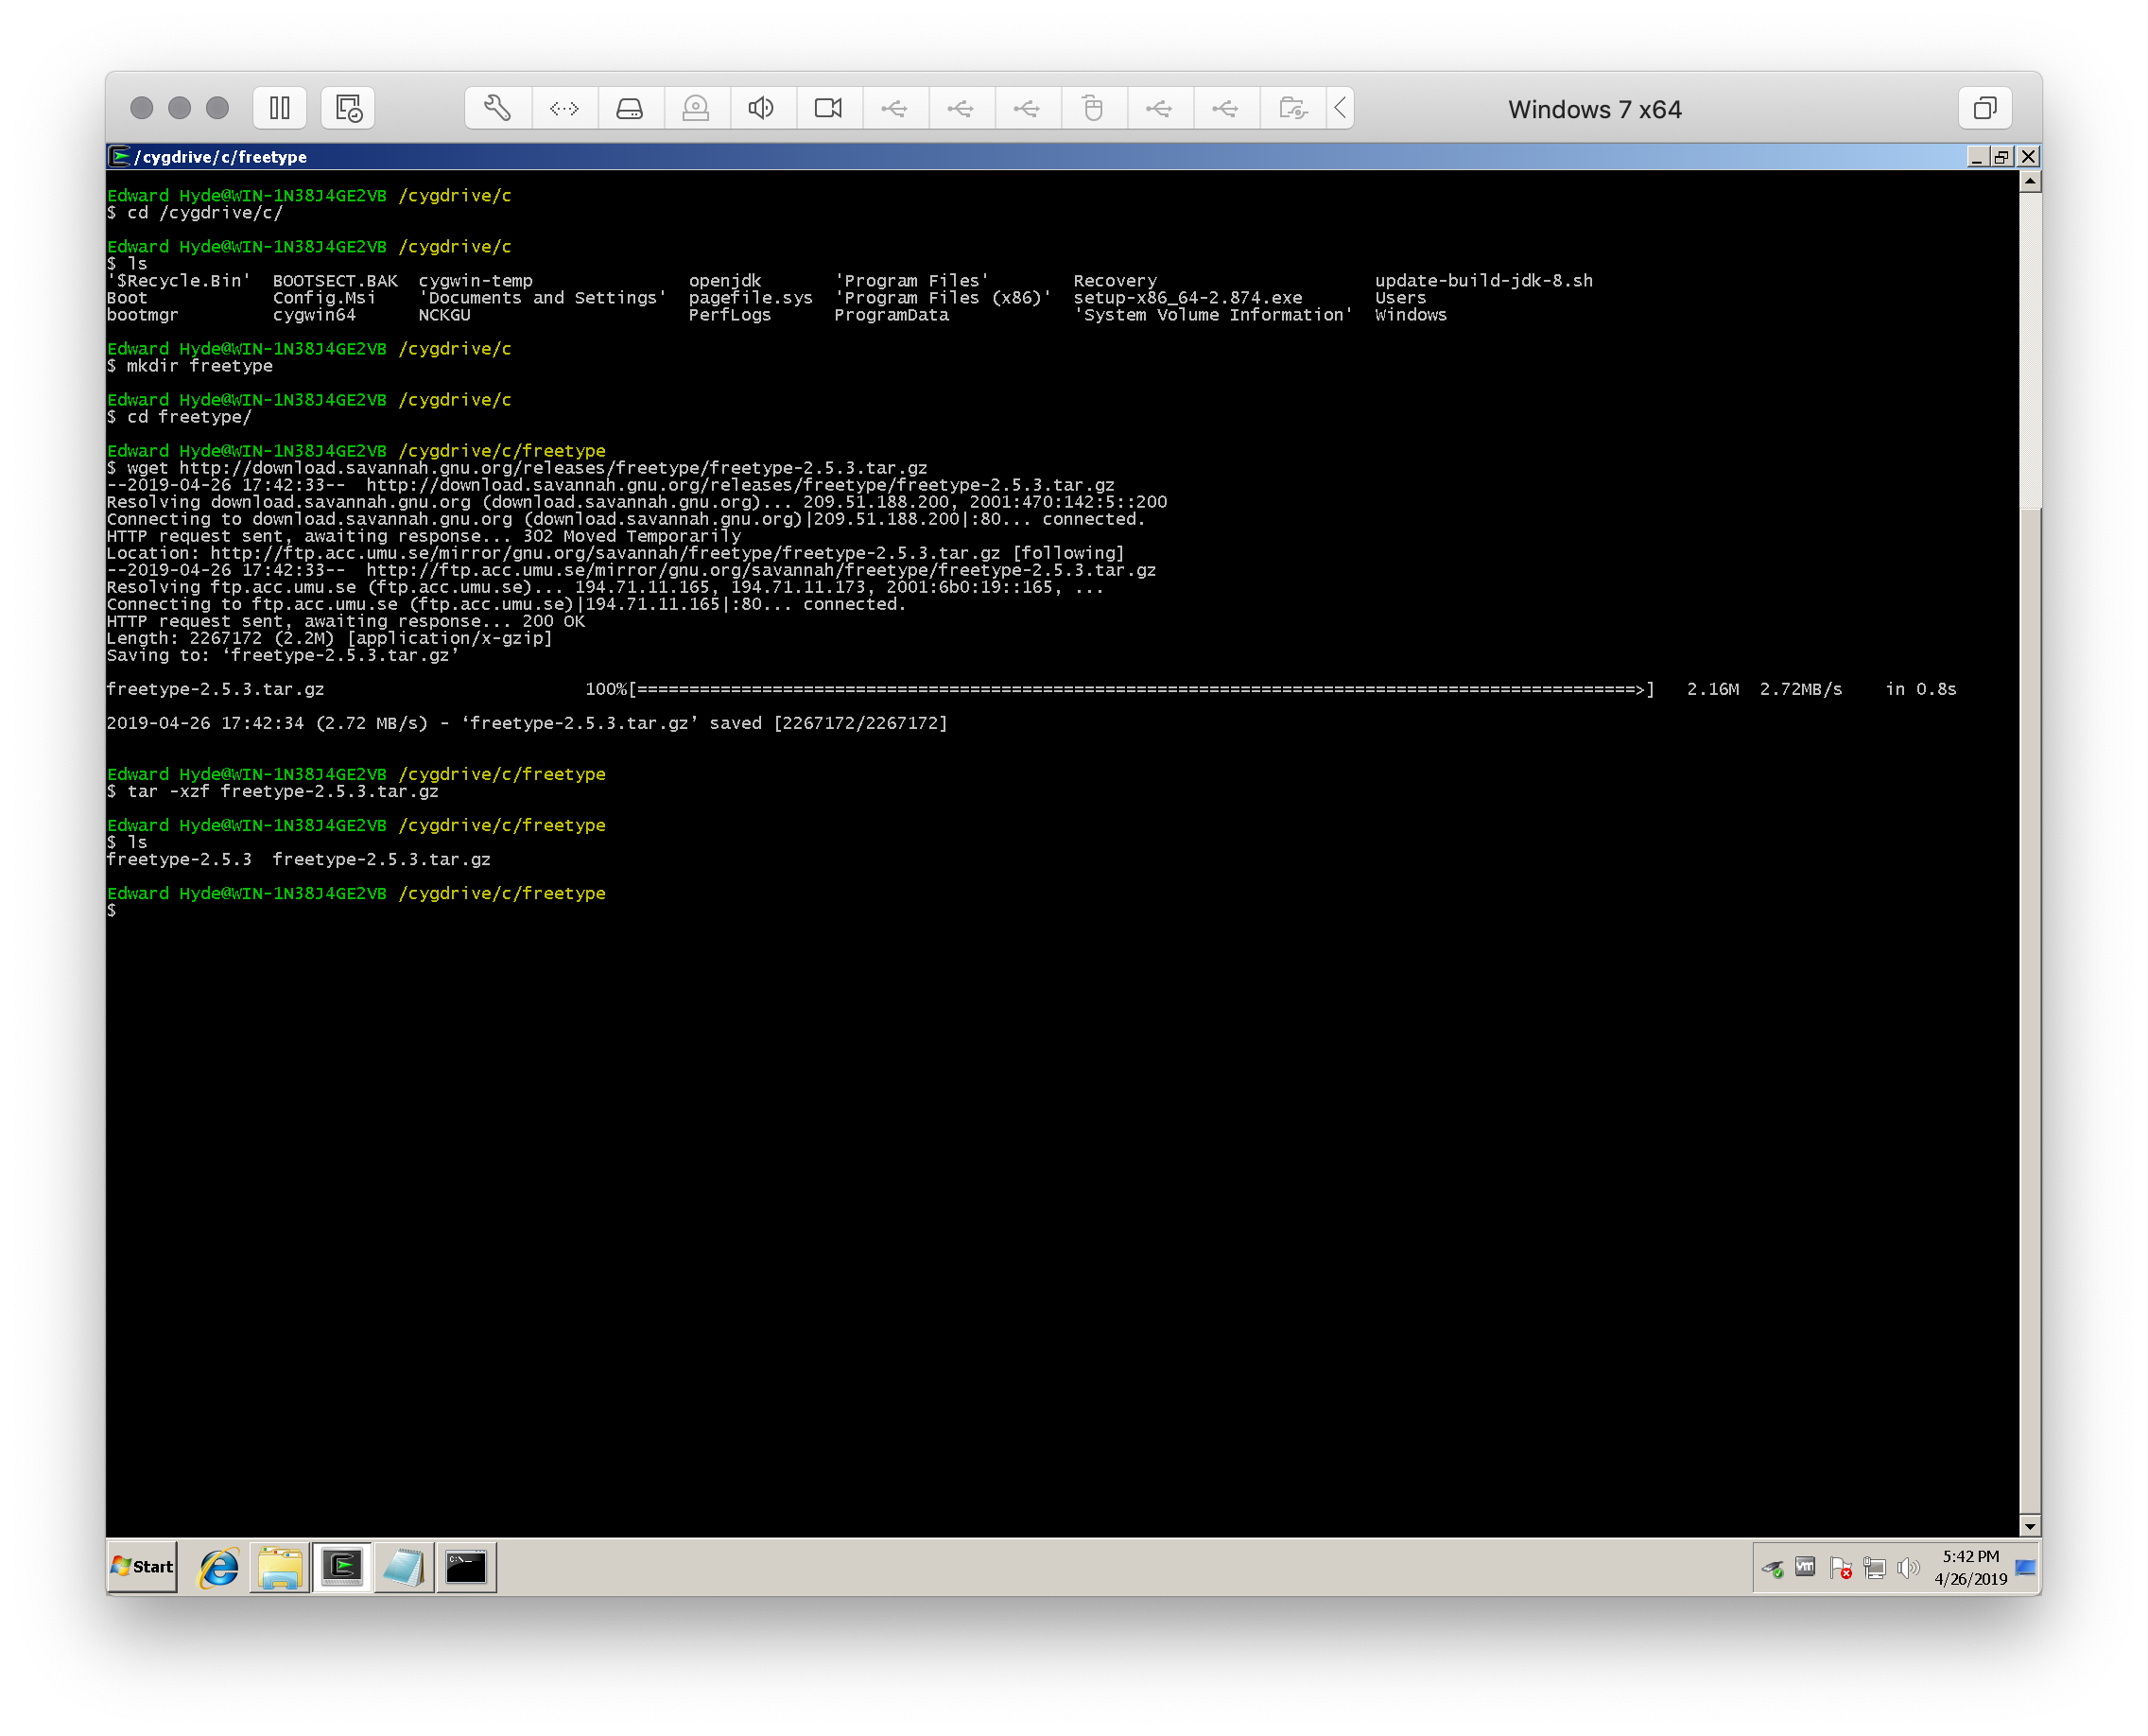 Windows 7 x64
/cygdrive/c/freetype
Edward Hyde@WIN-1N38J4GE2VB /cygdrive/c
$ cd /cygdrive/c/
Edward Hyde@WIN-1N38J4GE2VB /cygdrive/c
$ ls
'$Recycle.Bin'  BOOTSECT.BAK  cygwin-temp               openjdk       'Program Files'        Recovery                     update-build-jdk-8.sh
Boot            Config.Msi    'Documents and Settings'  pagefile.sys  'Program Files (x86)'  setup-x86_64-2.874.exe       Users
bootmgr         cygwin64      NCKGU                     PerfLogs      ProgramData            'System Volume Information'  Windows
Edward Hyde@WIN-1N38J4GE2VB /cygdrive/c
$ mkdir freetype
Edward Hyde@WIN-1N38J4GE2VB /cygdrive/c
$ cd freetype/
Edward Hyde@WIN-1N38J4GE2VB /cygdrive/c/freetype
$ wget http://download.savannah.gnu.org/releases/freetype/freetype-2.5.3.tar.gz
--2019-04-26 17:42:33--  http://download.savannah.gnu.org/releases/freetype/freetype-2.5.3.tar.gz
Resolving download.savannah.gnu.org (download.savannah.gnu.org)... 209.51.188.200, 2001:470:142:5::200
Connecting to download.savannah.gnu.org (download.savannah.gnu.org)|209.51.188.200|:80... connected.
HTTP request sent, awaiting response... 302 Moved Temporarily
Location: http://ftp.acc.umu.se/mirror/gnu.org/savannah/freetype/freetype-2.5.3.tar.gz [following]
--2019-04-26 17:42:33--  http://ftp.acc.umu.se/mirror/gnu.org/savannah/freetype/freetype-2.5.3.tar.gz
Resolving ftp.acc.umu.se (ftp.acc.umu.se)... 194.71.11.165, 194.71.11.173, 2001:6b0:19::165, ...
Connecting to ftp.acc.umu.se (ftp.acc.umu.se)|194.71.11.165|:80... connected.
HTTP request sent, awaiting response... 200 OK
Length: 2267172 (2.2M) [application/x-gzip]
Saving to: ‘freetype-2.5.3.tar.gz’
freetype-2.5.3.tar.gz                         100%[================================================================================================>]   2.16M  2.72MB/s    in 0.8s
2019-04-26 17:42:34 (2.72 MB/s) - ‘freetype-2.5.3.tar.gz’ saved [2267172/2267172]
Edward Hyde@WIN-1N38J4GE2VB /cygdrive/c/freetype
$ tar -xzf freetype-2.5.3.tar.gz
Edward Hyde@WIN-1N38J4GE2VB /cygdrive/c/freetype
$ ls
freetype-2.5.3  freetype-2.5.3.tar.gz
Edward Hyde@WIN-1N38J4GE2VB /cygdrive/c/freetype
$
Start
5:42 PM
4/26/2019